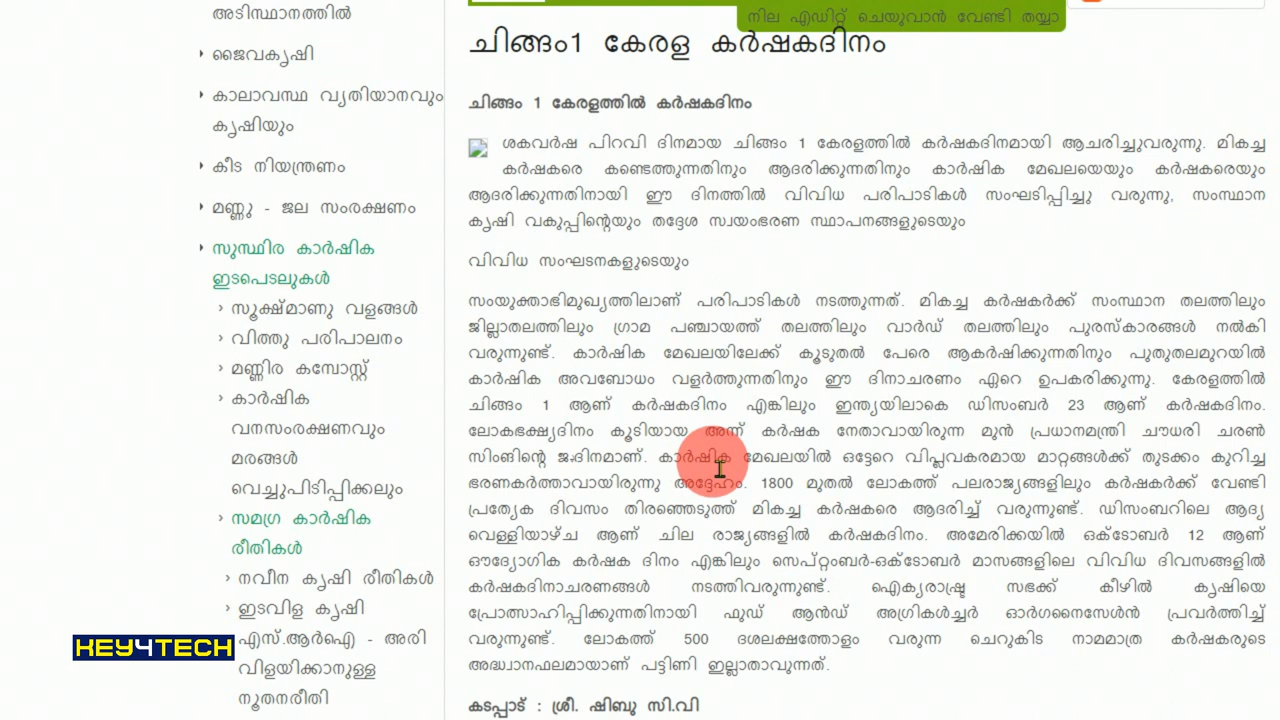 അടിസ്ഥാനത്തിൽ
ജൈവകൃഷി
കാലാവസ്ഥ വ്യതിയാനവും
കൃഷിയും
കീട നിയന്ത്രണം
മണ്ണു - ജല സംരക്ഷണം
സുസ്ഥിര കാർഷിക
ഇടപെടലുകൾ
സൂക്ഷ്മാണു വളങ്ങൾ
വിത്തു പരിപാലനം
മണ്ണിര കമ്പോസ്റ്റ്
കാർഷിക
വനസംരക്ഷണവും
മരങ്ങൾ
വെച്ചുപിടിപ്പിക്കലും
സമഗ്ര കാർഷിക
രീതികൾ
നവീന കൃഷി രീതികൾ
ഇടവിള കൃഷി
എസ്.ആർഐ - അരി
വിളയിക്കാനുള്ള
നൂതനരീതി
KEY4TECH
നില എഡിറ്റ് ചെയുവാൻ വേണ്ടി തയ്യാ
ചിങ്ങം1 കേരള കർഷകദിനം
ചിങ്ങം 1 കേരളത്തിൽ കർഷകദിനം
ശകവർഷ പിറവി ദിനമായ ചിങ്ങം 1 കേരളത്തിൽ കർഷകദിനമായി ആചരിച്ചുവരുന്നു. മികച്ച
കർഷകരെ കണ്ടെത്തുന്നതിനും ആദരിക്കുന്നതിനും കാർഷിക മേഖലയെയും കർഷകരെയും
ആദരിക്കുന്നതിനായി ഈ ദിനത്തിൽ വിവിധ പരിപാടികൾ സംഘടിപ്പിച്ചു വരുന്നു, സംസ്ഥാന
കൃഷി വകുപ്പിന്റെയും തദ്ദേശ സ്വയംഭരണ സ്ഥാപനങ്ങളുടെയും
വിവിധ സംഘടനകളുടെയും
സംയുക്താഭിമുഖ്യത്തിലാണ് പരിപാടികൾ നടത്തുന്നത്. മികച്ച കർഷകർക്ക് സംസ്ഥാന തലത്തിലും
ജില്ലാതലത്തിലും ഗ്രാമ പഞ്ചായത്ത് തലത്തിലും വാർഡ് തലത്തിലും പുരസ്കാരങ്ങൾ നൽകി
വരുന്നുണ്ട്. കാർഷിക മേഖലയിലേക്ക് കൂടുതൽ പേരെ ആകർഷിക്കുന്നതിനും പുതുതലമുറയിൽ
കാർഷിക അവബോധം വളർത്തുന്നതിനും ഈ ദിനാചരണം ഏറെ ഉപകരിക്കുന്നു. കേരളത്തിൽ
ചിങ്ങം 1 ആണ് കർഷകദിനം എങ്കിലും ഇന്ത്യയിലാകെ ഡിസംബർ 23 ആണ് കർഷകദിനം.
ലോകഭക്ഷ്യദിനം കൂടിയായ അന്ന് കർഷക നേതാവായിരുന്ന മുൻ പ്രധാനമന്ത്രി ചൗധരി ചരൺ
സിംങിന്റെ ജദിനമാണ്. കാർഷിക മേഖലയിൽ ഒട്ടേറെ വിപ്ലവകരമായ മാറ്റങ്ങൾക്ക് തുടക്കം കുറിച്ച
ഭരണകർത്താവായിരുന്നു അദ്ദേഹം. 1800 മുതൽ ലോകത്ത് പലരാജ്യങ്ങളിലും കർഷകർക്ക് വേണ്ടി
പ്രത്യേക ദിവസം തിരഞ്ഞെടുത്ത് മികച്ച കർഷകരെ ആദരിച്ച് വരുന്നുണ്ട്. ഡിസംബറിലെ ആദ്യ
വെള്ളിയാഴ്ച ആണ് ചില രാജ്യങ്ങളിൽ കർഷകദിനം. അമേരിക്കയിൽ ഒക്ടോബർ 12 ആണ്
ഔദ്യോഗിക കർഷക ദിനം എങ്കിലും സെപ്റ്റംബർ-ഒക്ടോബർ മാസങ്ങളിലെ വിവിധ ദിവസങ്ങളിൽ
കർഷകദിനാചരണങ്ങൾ നടത്തിവരുന്നുണ്ട്. ഐക്യരാഷ്ട്ര സഭക്ക് കീഴിൽ കൃഷിയെ
പ്രോത്സാഹിപ്പിക്കുന്നതിനായി ഫുഡ് ആൻഡ് അഗ്രികൾച്ചർ ഓർഗനൈസേൾൻ പ്രവർത്തിച്ച്
വരുന്നുണ്ട്. ലോകത്ത് 500 ദശലക്ഷത്തോളം വരുന്ന ചെറുകിട നാമമാത്ര കർഷകരുടെ
അദ്ധ്വാനഫലമായാണ് പട്ടിണി ഇല്ലാതാവുന്നത്.
കടപ്പാട് : ശ്രീ. ഷിബു സി.വി